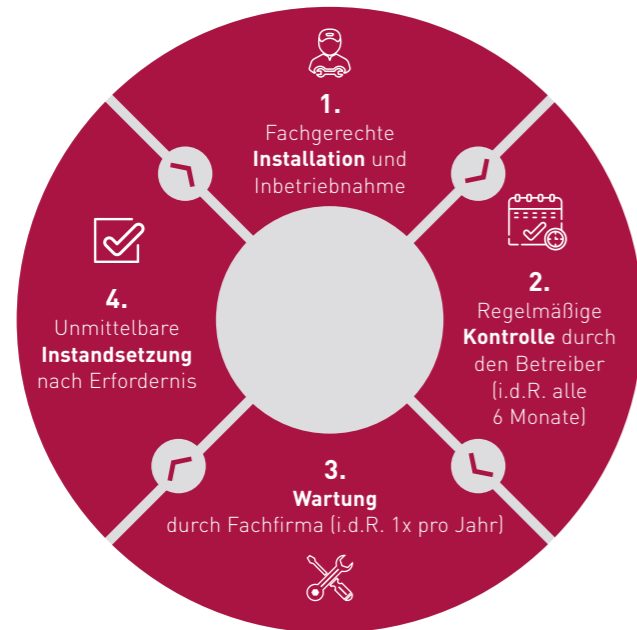 1.
Fachgerechte
Installation und
Inbetriebnahme
2.
Regelmäßige
Kontrolle durch
den Betreiber
(i.d.R. alle
6 Monate)
3.
Wartung
durch Fachfirma (i.d.R. 1x pro Jahr)
4.
Unmittelbare
Instandsetzung
nach Erfordernis